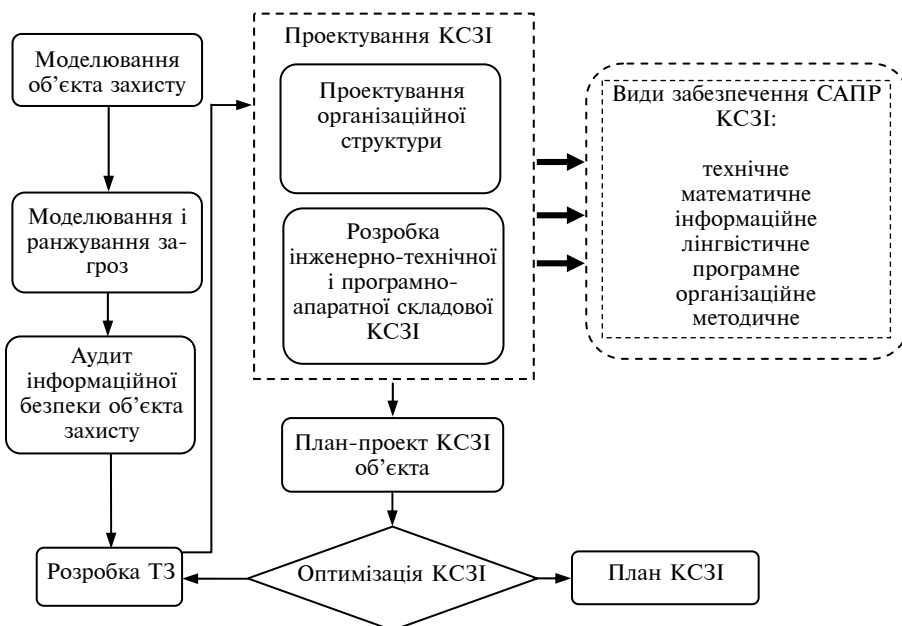 Моделювання
об’єкта захисту
Моделювання і
ранжування за-
гроз
Аудит
інформаційної
безпеки об’єкта
захисту
Розробка ТЗ
Проектування КСЗІ
Проектування
організаційної
структури
Розробка
інженерно-технічної
і програмно-
апаратної складової
КСЗІ
План-проект КСЗІ
об’єкта
Оптимізація КСЗІ
План КСЗІ
Види забезпечення САПР
КСЗІ:
технічне
математичне
інформаційне
лінгвістичне
програмне
організаційне
методичне